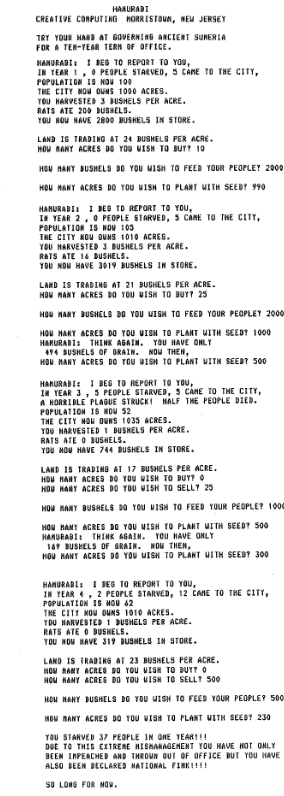 HAMURABI
CREATIVE COMPUTING MORRISTOWN, NEW JERSEY
TRY YOUR HAND AT GOVERNING ANCIENT SUMERIA
FOR A TEN-YEAR TERM OF OFFICE.
HAMURABI: I BEG TO REPORT TO YOU,
IN YEAR 1 , 0 PEOPLE STARVED, 5 CAME TO THE CITY,
POPULATION IS NOW 100
THE CITY NOW OWNS 1000 ACRES.
YOU HARVESTED 3 BUSHELS PER ACRE.
RATS ATE 200 BUSHELS.
YOU NOW HAVE 2800 BUSHELS IN STORE.
LAND IS TRADING AT 24 BUSHELS PER ACRE.
HOW MANY ACRES DO YOU WISH TO BUY? 10
HOW MANY BUSHELS DO YOU WISH TO FEED YOUR PEOPLE? 2000
HOW MANY ACRES DO YOU WISH TO PLANT WITH SEED? 990
HAMURABI: I BEG TO REPORT TO YOU,
IN YEAR 2 , 0 PEOPLE STARVED, 5 CAME TO THE CITY,
POPULATION IS NOW 105
THE CITY NOW OWNS 1010 ACRES.
YOU HARVESTED 3 BUSHELS PER ACRE.
RATS ATE 16 BUSHELS.
YOU NOW HAVE 3019 BUSHELS IN STORE.
LAND IS TRADING AT 21 BUSHELS PER ACRE.
HOW MANY ACRES DO YOU WISH TO BUY? 25
HOW MANY BUSHELS DO YOU WISH TO FEED YOUR PEOPLE? 2000
HOW MANY ACRES DO YOU WISH TO PLANT WITH SEED? 1000
HAMURABI: THINK AGAIN. YOU HAVE ONLY
494 BUSHELS OF GRAIN. NOW THEN,
HOW MANY ACRES DO YOU WISH TO PLANT WITH SEED? 500
HAMURABI: I BEG TO REPORT TO YOU,
IN YEAR 3 , 5 PEOPLE STARVED, 5 CAME TO THE CITY,
A HORRIBLE PLAGUE STRUCK! HALF THE PEOPLE DIED.
POPULATION IS NOW 52
THE CITY NOW OWNS 1035 ACRES.
YOU HARVESTED 1 BUSHELS PER ACRE.
RATS ATE 0 BUSHELS.
YOU NOW HAVE 744 BUSHELS IN STORE.
LAND IS TRADING AT 17 BUSHELS PER ACRE.
HOW MANY ACRES DO YOU WISH TO BUY? 0
HOW MANY ACRES DO YOU WISH TO SELL? 25
HOW MANY BUSHELS DO YOU WISH TO FEED YOUR PEOPLE? 1000
HOW MANY ACRES DO YOU WISH TO PLANT WITH SEED? 500
HAMURABI: THINK AGAIN. YOU HAVE ONLY
169 BUSHELS OF GRAIN. NOW THEN,
HOW MANY ACRES DO YOU WISH TO PLANT WITH SEED? 300
HAMURABI: I BEG TO REPORT TO YOU,
IN YEAR 4 , 2 PEOPLE STARVED, 12 CAME TO THE CITY,
POPULATION IS NOW 62
THE CITY NOW OWNS 1010 ACRES.
YOU HARVESTED 1 BUSHELS PER ACRE.
RATS ATE 0 BUSHELS.
YOU NOW HAVE 319 BUSHELS IN STORE.
LAND IS TRADING AT 23 BUSHELS PER ACRE.
HOW MANY ACRES DO YOU WISH TO BUY? 0
HOW MANY ACRES DO YOU WISH TO SELL? 500
HOW MANY BUSHELS DO YOU WISH TO FEED YOUR PEOPLE? 500
HOW MANY ACRES DO YOU WISH TO PLANT WITH SEED? 230
YOU STARVED 37 PEOPLE IN ONE YEAR!!!
DUE TO THIS EXTREME MISMANAGEMENT YOU HAVE NOT ONLY
BEEN IMPEACHED AND THROWN OUT OF OFFICE BUT YOU HAVE
ALSO BEEN DECLARED NATIONAL FINK!!!!
SO LONG FOR NOW.